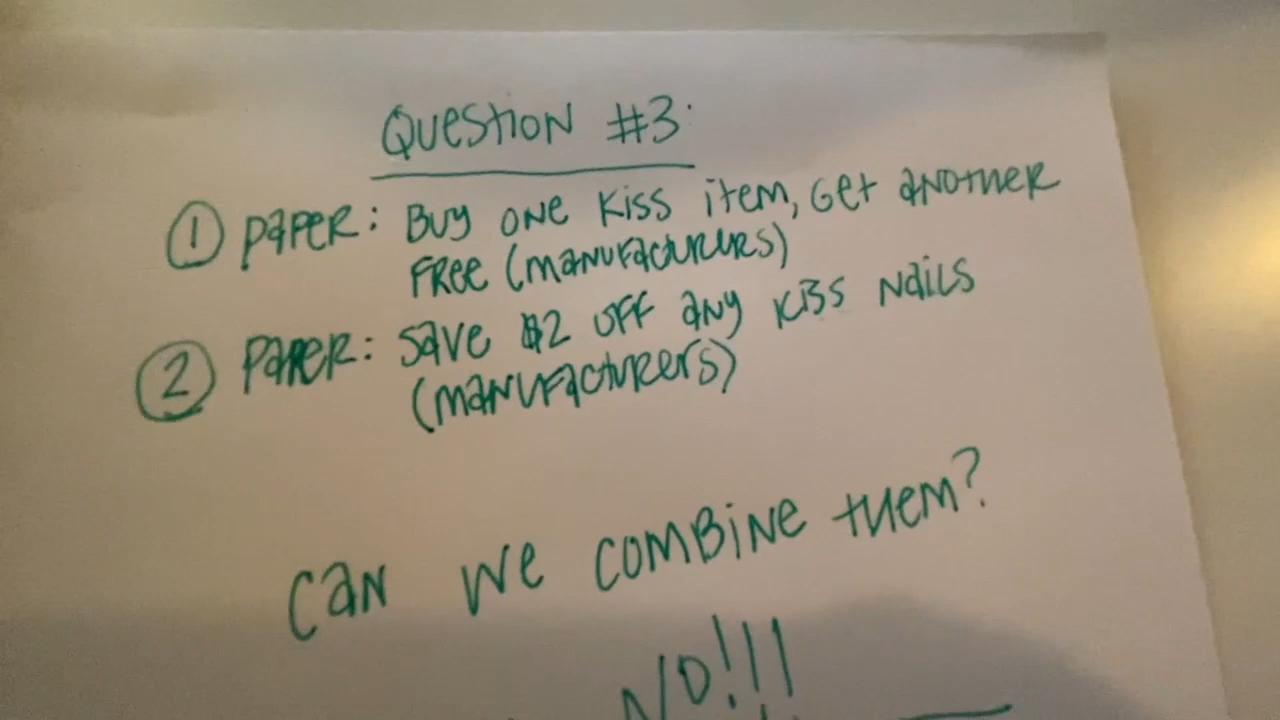 QUESTION #3:
① PAPER: BUY ONE KISS ITEM, GET ANOTHER
FREE (MANUFACTURERS)
② PAPER: SAVE $2 OFF ANY KISS NAILS
(MANUFACTURERS)
CAN WE COMBINE THEM?
NO!!!